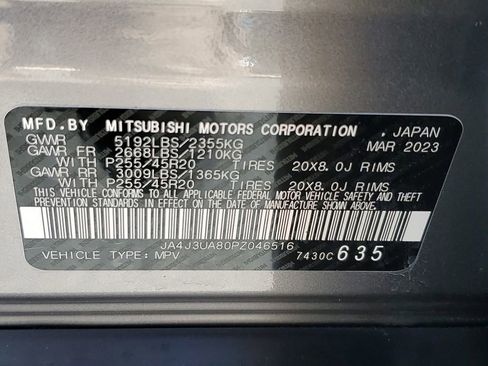 MFD.BY MITSUBISHI MOTORS CORPORATION . JAPAN
GVWR 5192LBS/2355KG MAR 2023
GAWR FR 2668LBS/1210KG
WITH P255/45R20 TIRES 20X8.0J RIMS
GAWR RR 3009LBS/1365KG
WITH P255/45R20 TIRES 20X8.0J RIMS
THIS VEHICLE CONFORMS TO ALL APPLICABLE FEDERAL MOTOR VEHICLE SAFETY AND THEFT
PREVENTION STANDARDS IN EFFECT ON THE DATE OF MANUFACTURE SHOWN ABOVE.
JA4J3UA80PZ046516
VEHICLE TYPE: MPV 7430C 635